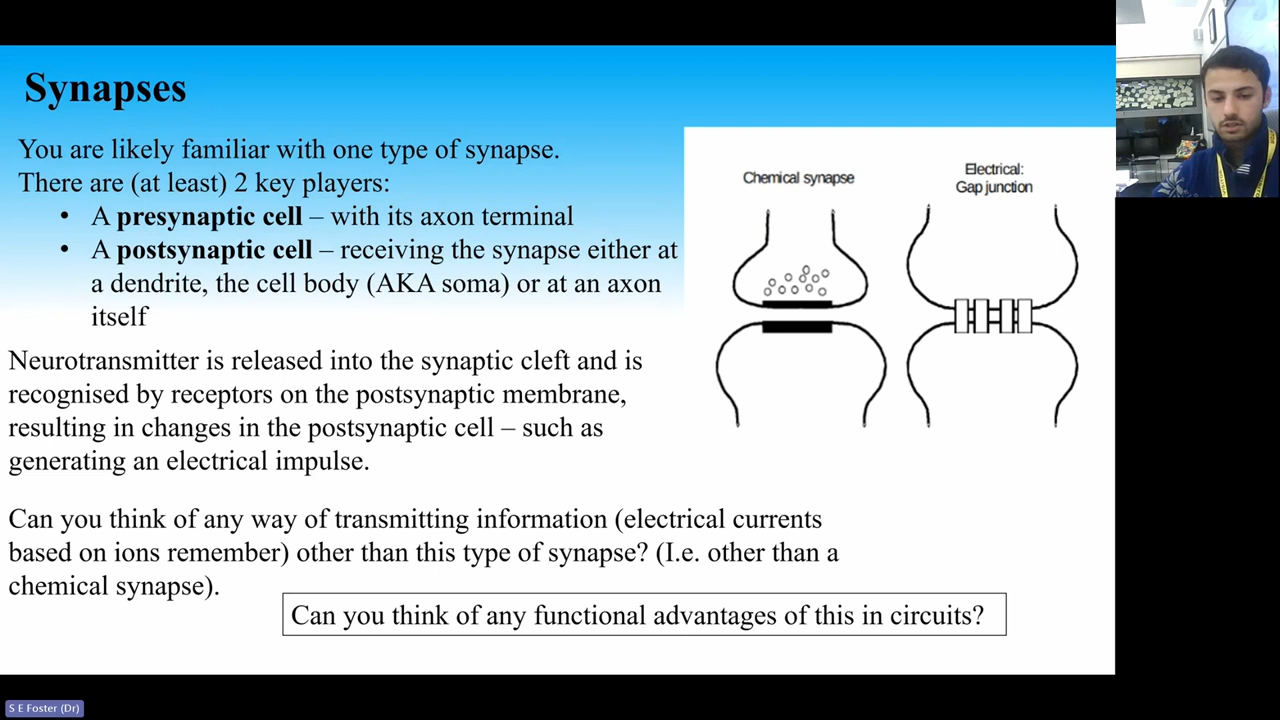 Synapses
You are likely familiar with one type of synapse.
There are (at least) 2 key players:
• A presynaptic cell – with its axon terminal
• A postsynaptic cell – receiving the synapse either at
a dendrite, the cell body (AKA soma) or at an axon
itself
Neurotransmitter is released into the synaptic cleft and is
recognised by receptors on the postsynaptic membrane,
resulting in changes in the postsynaptic cell – such as
generating an electrical impulse.
Can you think of any way of transmitting information (electrical currents
based on ions remember) other than this type of synapse? (I.e. other than a
chemical synapse).
Can you think of any functional advantages of this in circuits?
Chemical synapse
Electrical:
Gap junction
S E Foster (Dr)